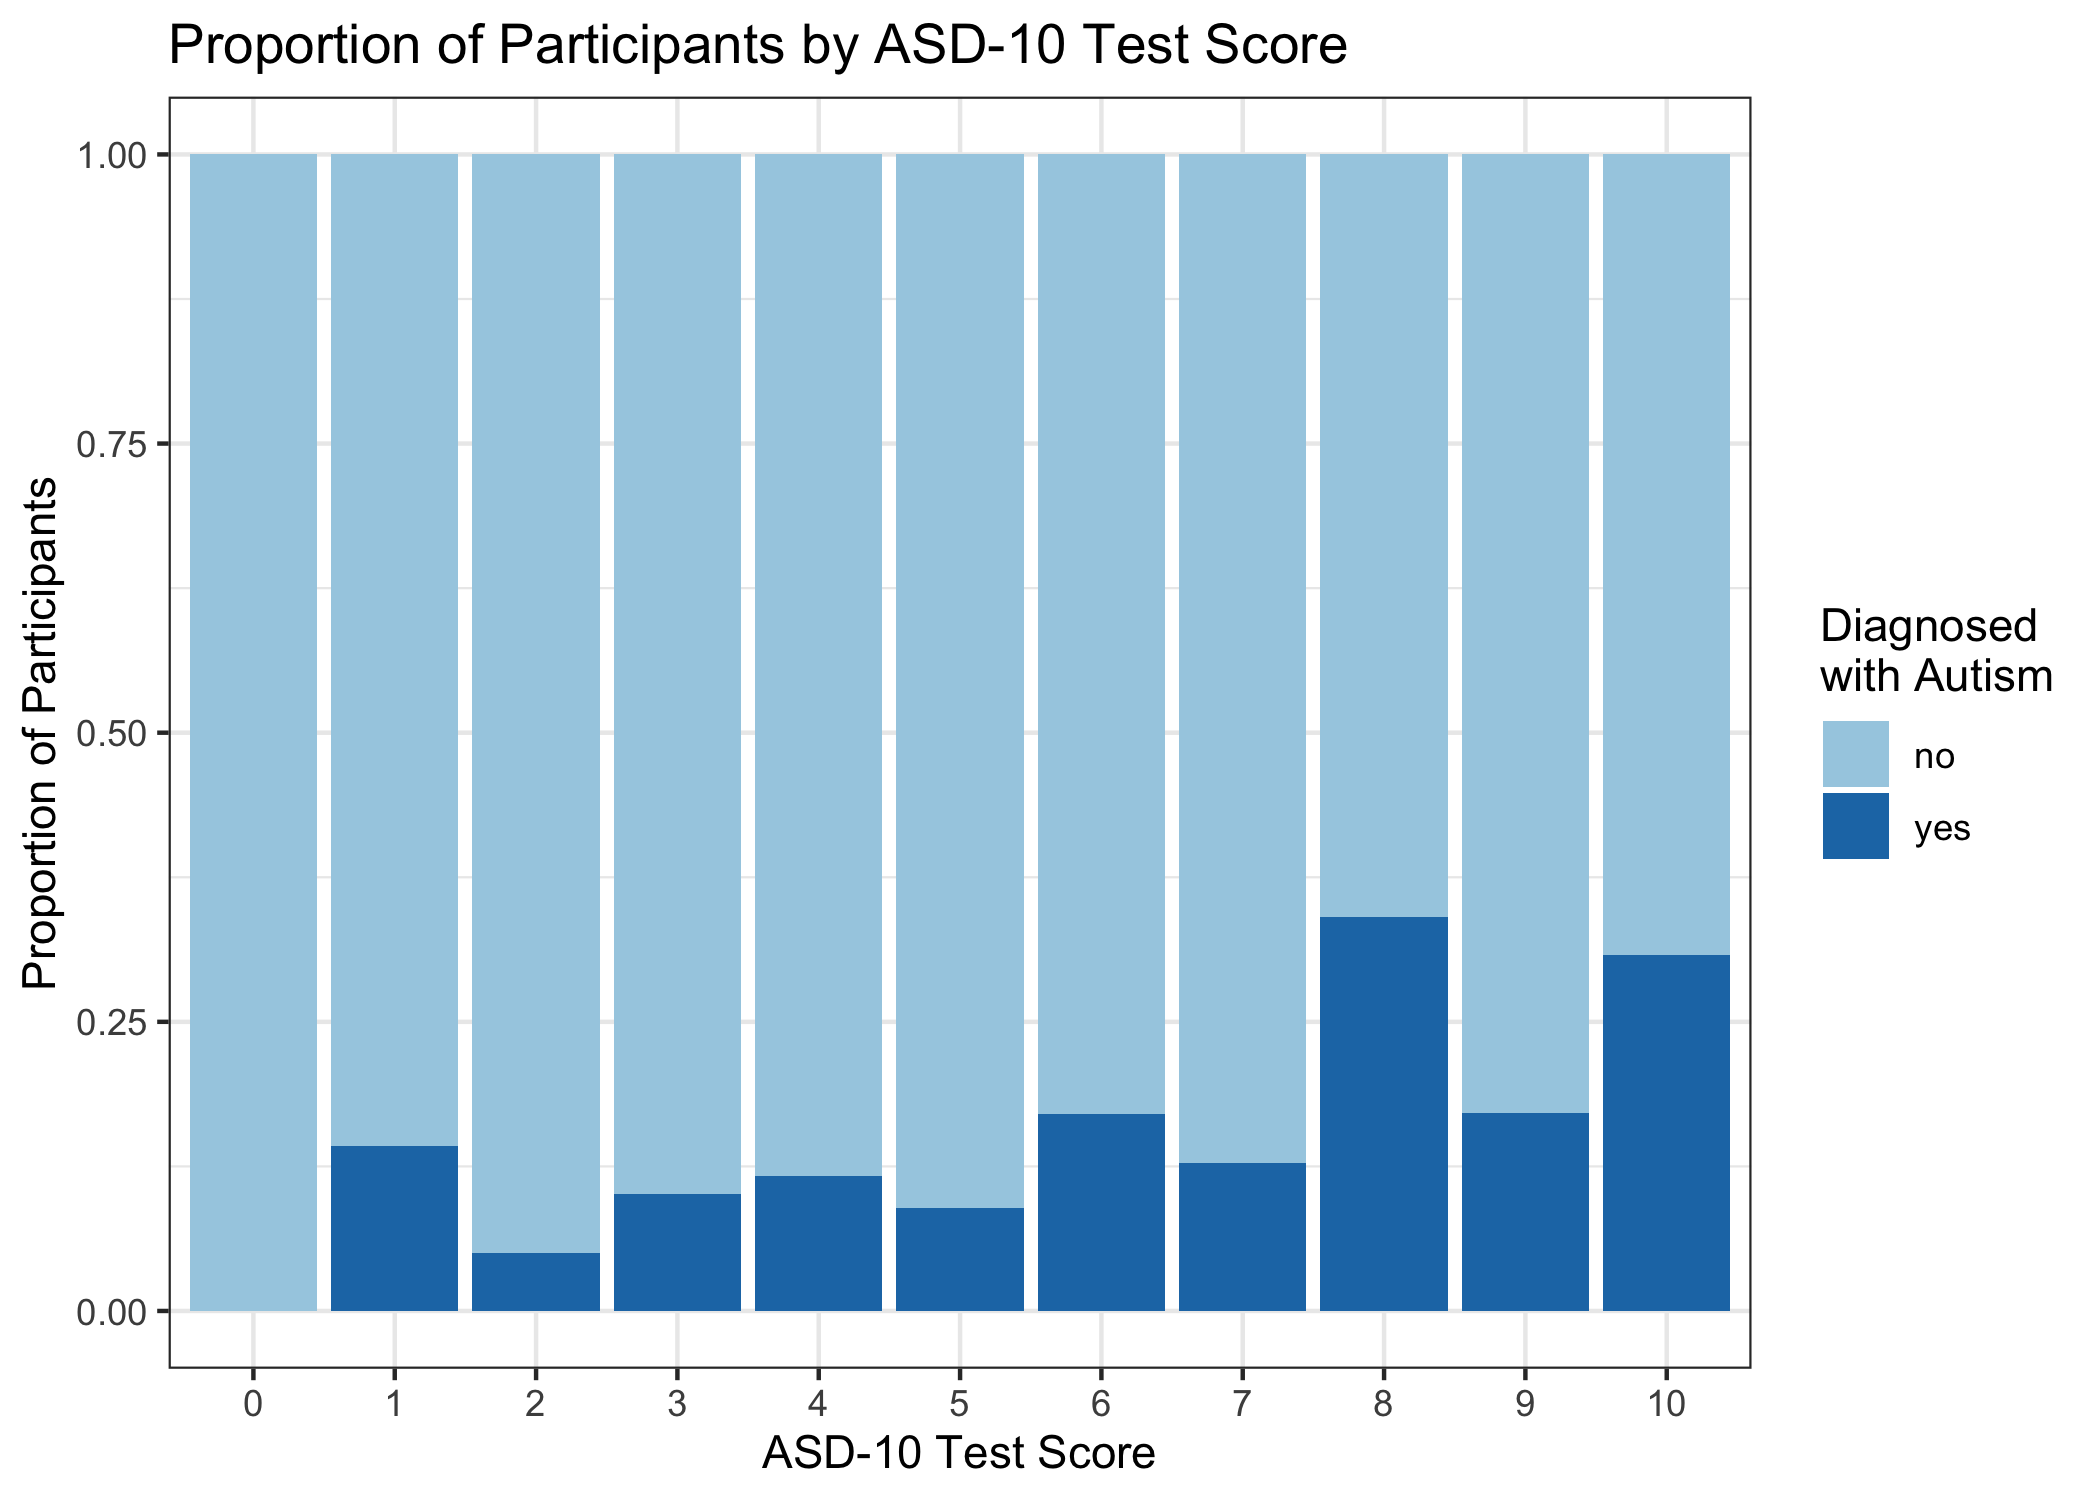 Proportion of Participants by ASD-10 Test Score
Proportion of Participants
1.00
0.75
0.50
0.25
0.00
0 1 2 3 4 5 6 7 8 9 10
ASD-10 Test Score
Diagnosed
with Autism
no
yes